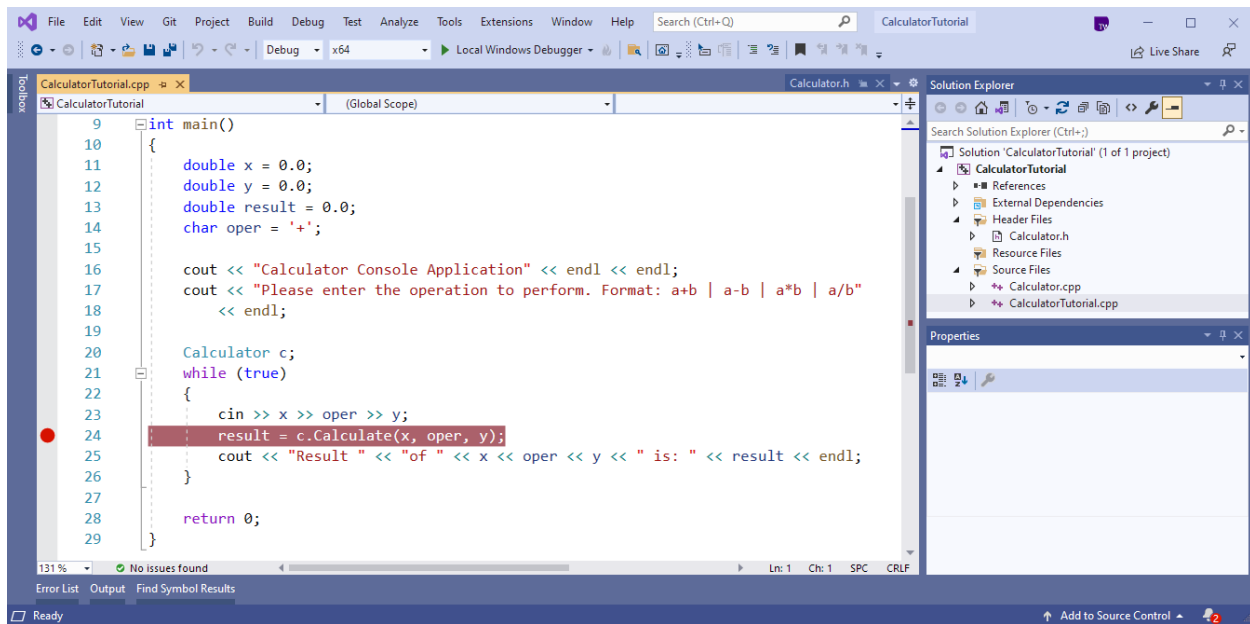 File Edit View Git Project Build Debug Test Analyze Tools Extensions Window Help Search (Ctrl+Q) CalculatorTutorial
Debug x64 Local Windows Debugger Live Share
Toolbox
CalculatorTutorial.cpp Calculator.h
CalculatorTutorial (Global Scope)
9 int main()
10 {
11 double x = 0.0;
12 double y = 0.0;
13 double result = 0.0;
14 char oper = '+';
15
16 cout << "Calculator Console Application" << endl << endl;
17 cout << "Please enter the operation to perform. Format: a+b | a-b | a*b | a/b"
18 << endl;
19
20 Calculator c;
21 while (true)
22 {
23 cin >> x >> oper >> y;
24 result = c.Calculate(x, oper, y);
25 cout << "Result " << "of " << x << oper << y << " is: " << result << endl;
26 }
27
28 return 0;
29 }
131 % No issues found Ln: 1 Ch: 1 SPC CRLF
Solution Explorer
Search Solution Explorer (Ctrl+;)
Solution 'CalculatorTutorial' (1 of 1 project)
CalculatorTutorial
References
External Dependencies
Header Files
Calculator.h
Resource Files
Source Files
Calculator.cpp
CalculatorTutorial.cpp
Properties
Error List Output Find Symbol Results
Ready Add to Source Control 2